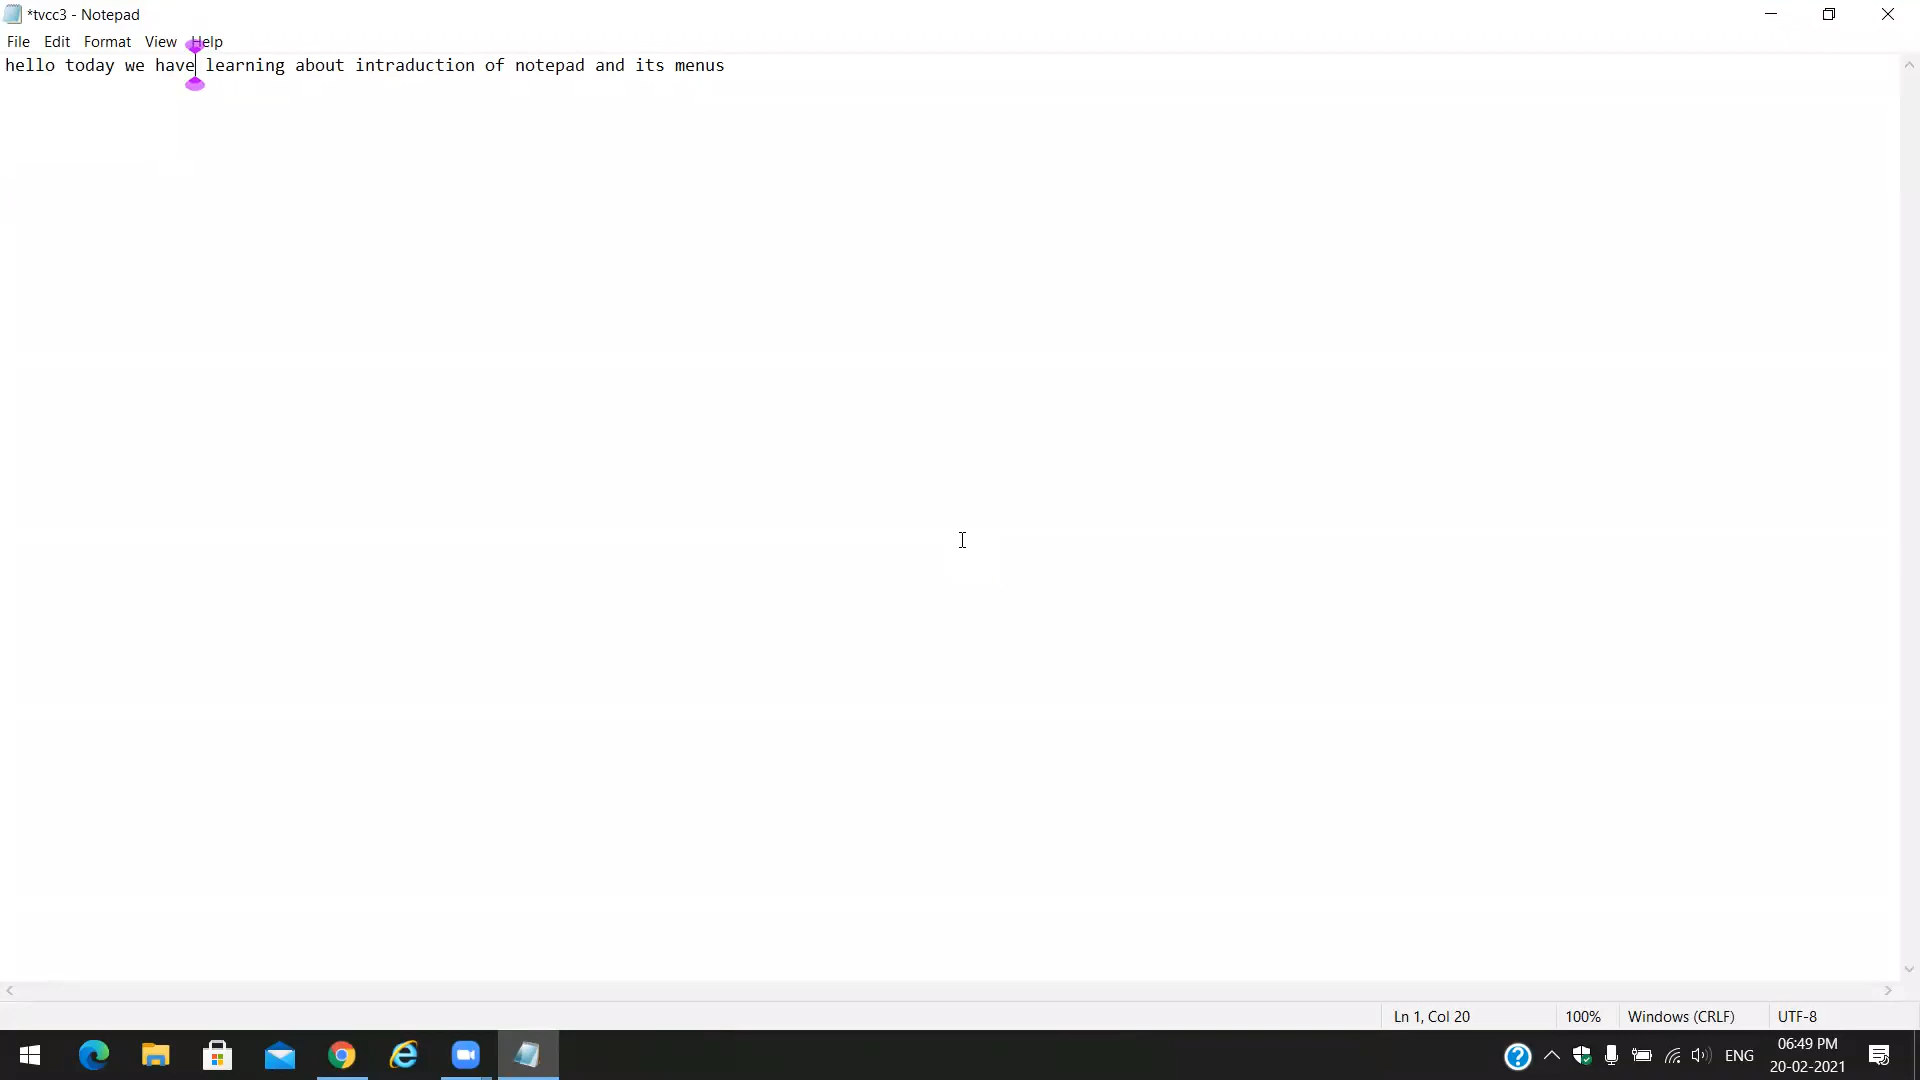 *tvcc3 - Notepad
File Edit Format View Help
hello today we have learning about intraduction of notepad and its menus
Ln 1, Col 20 100% Windows (CRLF) UTF-8
ENG 06:49 PM
20-02-2021